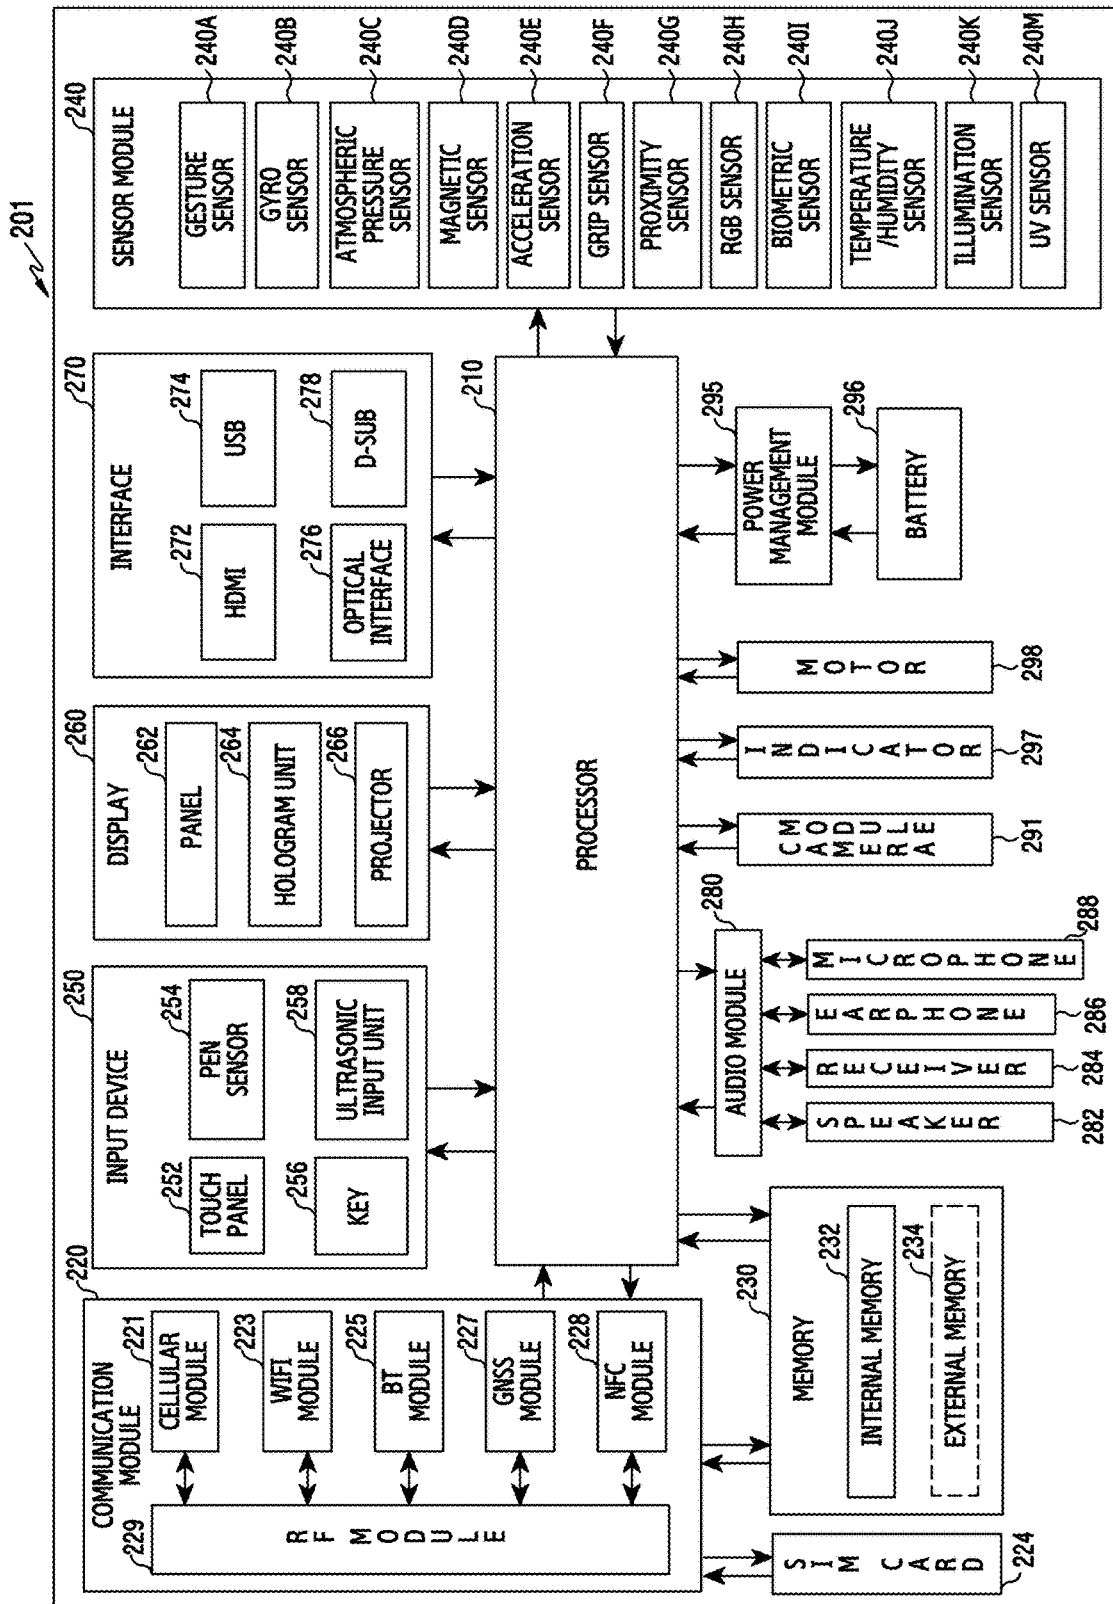 201
COMMUNICATION
MODULE
220
229
RF MODULE
221
CELLULAR
MODULE
223
WIFI
MODULE
225
BT
MODULE
227
GNSS
MODULE
228
NFC
MODULE
SIM CARD
224
INPUT DEVICE
250
252
TOUCH
PANEL
254
PEN
SENSOR
256
KEY
258
ULTRASONIC
INPUT UNIT
DISPLAY
260
262
PANEL
264
HOLOGRAM UNIT
266
PROJECTOR
INTERFACE
270
272
HDMI
274
USB
276
OPTICAL
INTERFACE
278
D-SUB
SENSOR MODULE
240
GESTURE
SENSOR
240A
GYRO
SENSOR
240B
ATMOSPHERIC
PRESSURE
SENSOR
240C
MAGNETIC
SENSOR
240D
ACCELERATION
SENSOR
240E
GRIP SENSOR
240F
PROXIMITY
SENSOR
240G
RGB SENSOR
240H
BIOMETRIC
SENSOR
240I
TEMPERATURE
/HUMIDITY
SENSOR
240J
ILLUMINATION
SENSOR
240K
UV SENSOR
240M
PROCESSOR
210
MEMORY
230
232
INTERNAL MEMORY
234
EXTERNAL MEMORY
AUDIO MODULE
280
SPEAKER
282
RECEIVER
284
EARPHONE
286
MICROPHONE
288
CAMERA
MODULE
291
INDICATOR
297
MOTOR
298
POWER
MANAGEMENT
MODULE
295
BATTERY
296